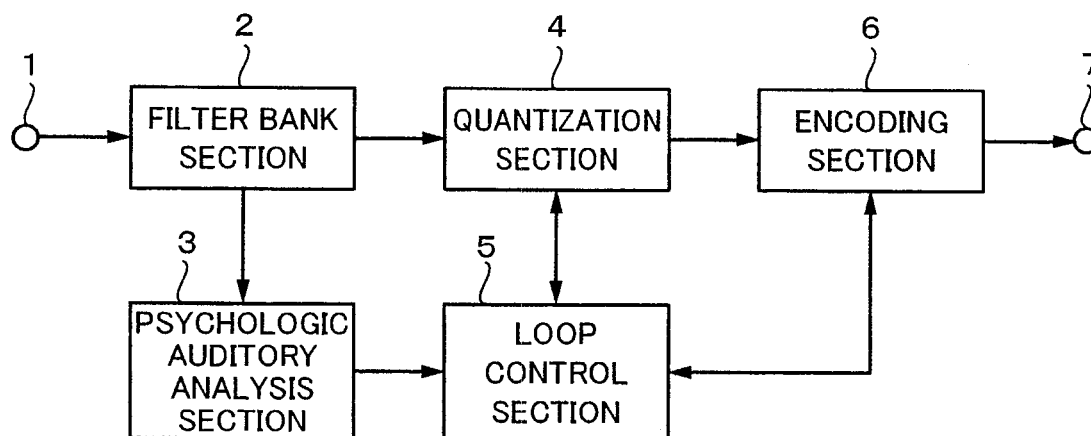 1
2
FILTER BANK
SECTION
4
QUANTIZATION
SECTION
6
ENCODING
SECTION
7
3
PSYCHOLOGIC
AUDITORY
ANALYSIS
SECTION
5
LOOP
CONTROL
SECTION